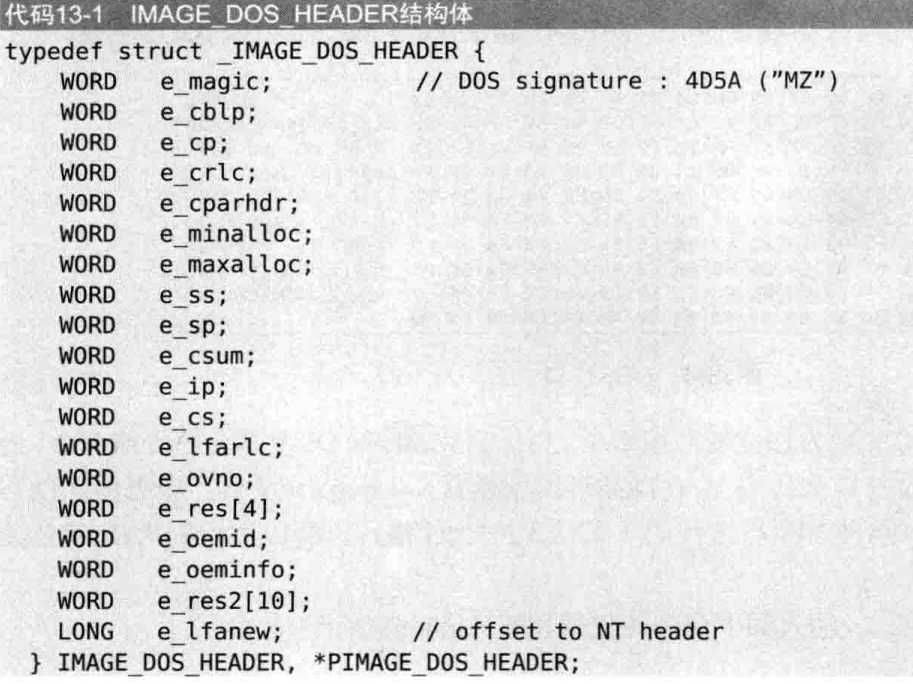 代码13-1 IMAGE_DOS_HEADER结构体
typedef struct _IMAGE_DOS_HEADER {
WORD e_magic; // DOS signature : 4D5A ("MZ")
WORD e_cblp;
WORD e_cp;
WORD e_crlc;
WORD e_cparhdr;
WORD e_minalloc;
WORD e_maxalloc;
WORD e_ss;
WORD e_sp;
WORD e_csum;
WORD e_ip;
WORD e_cs;
WORD e_lfarlc;
WORD e_ovno;
WORD e_res[4];
WORD e_oemid;
WORD e_oeminfo;
WORD e_res2[10];
LONG e_lfanew; // offset to NT header
} IMAGE_DOS_HEADER, *PIMAGE_DOS_HEADER;